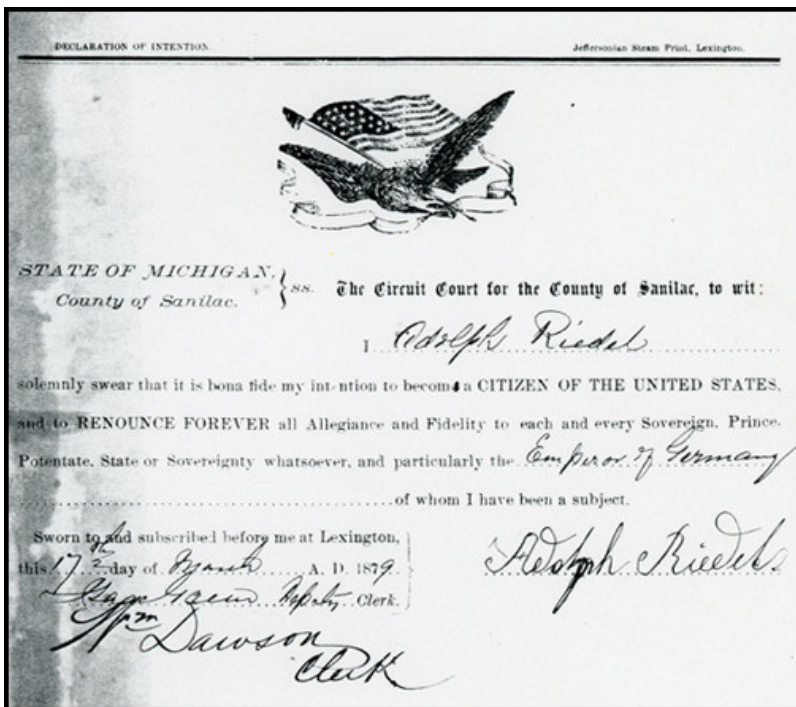 DECLARATION OF INTENTION. Jeffersonian Steam Print, Lexington.
STATE OF MICHIGAN, } ss. The Circuit Court for the County of Sanilac, to wit:
County of Sanilac.
I Adolph Riedel
solemnly swear that it is bona fide my intention to become a CITIZEN OF THE UNITED STATES,
and to RENOUNCE FOREVER all Allegiance and Fidelity to each and every Sovereign, Prince,
Potentate, State or Sovereignty whatsoever, and particularly the Emperor of Germany
of whom I have been a subject.
Sworn to and subscribed before me at Lexington,
this 17th day of March A. D. 1879. Adolph Riedel
Deputy Clerk.
Wm Dawson
Clerk